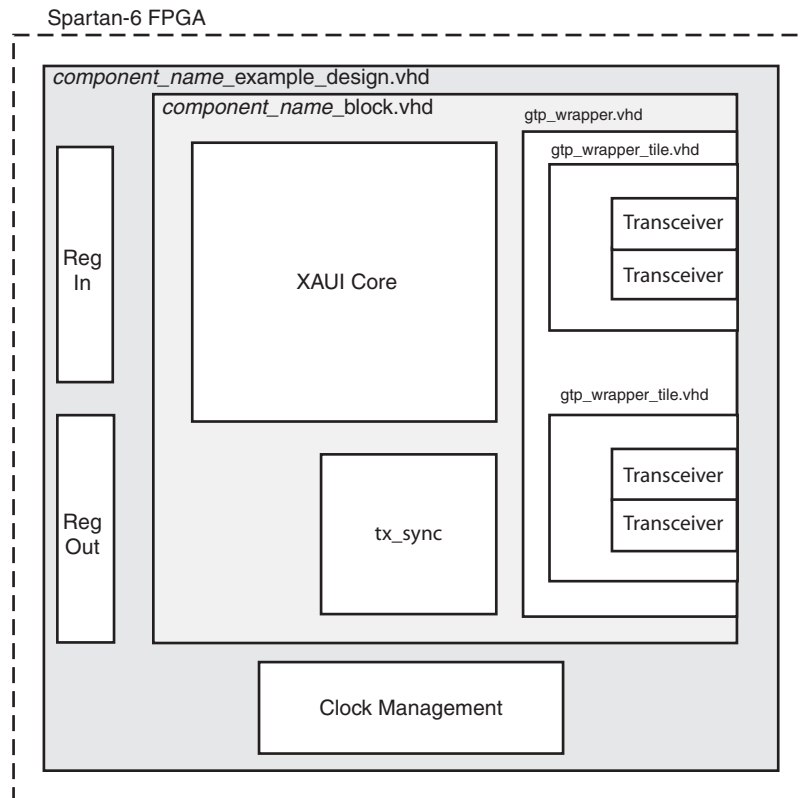 Spartan-6 FPGA
component_name_example_design.vhd
component_name_block.vhd
gtp_wrapper.vhd
gtp_wrapper_tile.vhd
Transceiver
Transceiver
Reg
In
XAUI Core
gtp_wrapper_tile.vhd
Transceiver
Transceiver
Reg
Out
tx_sync
Clock Management